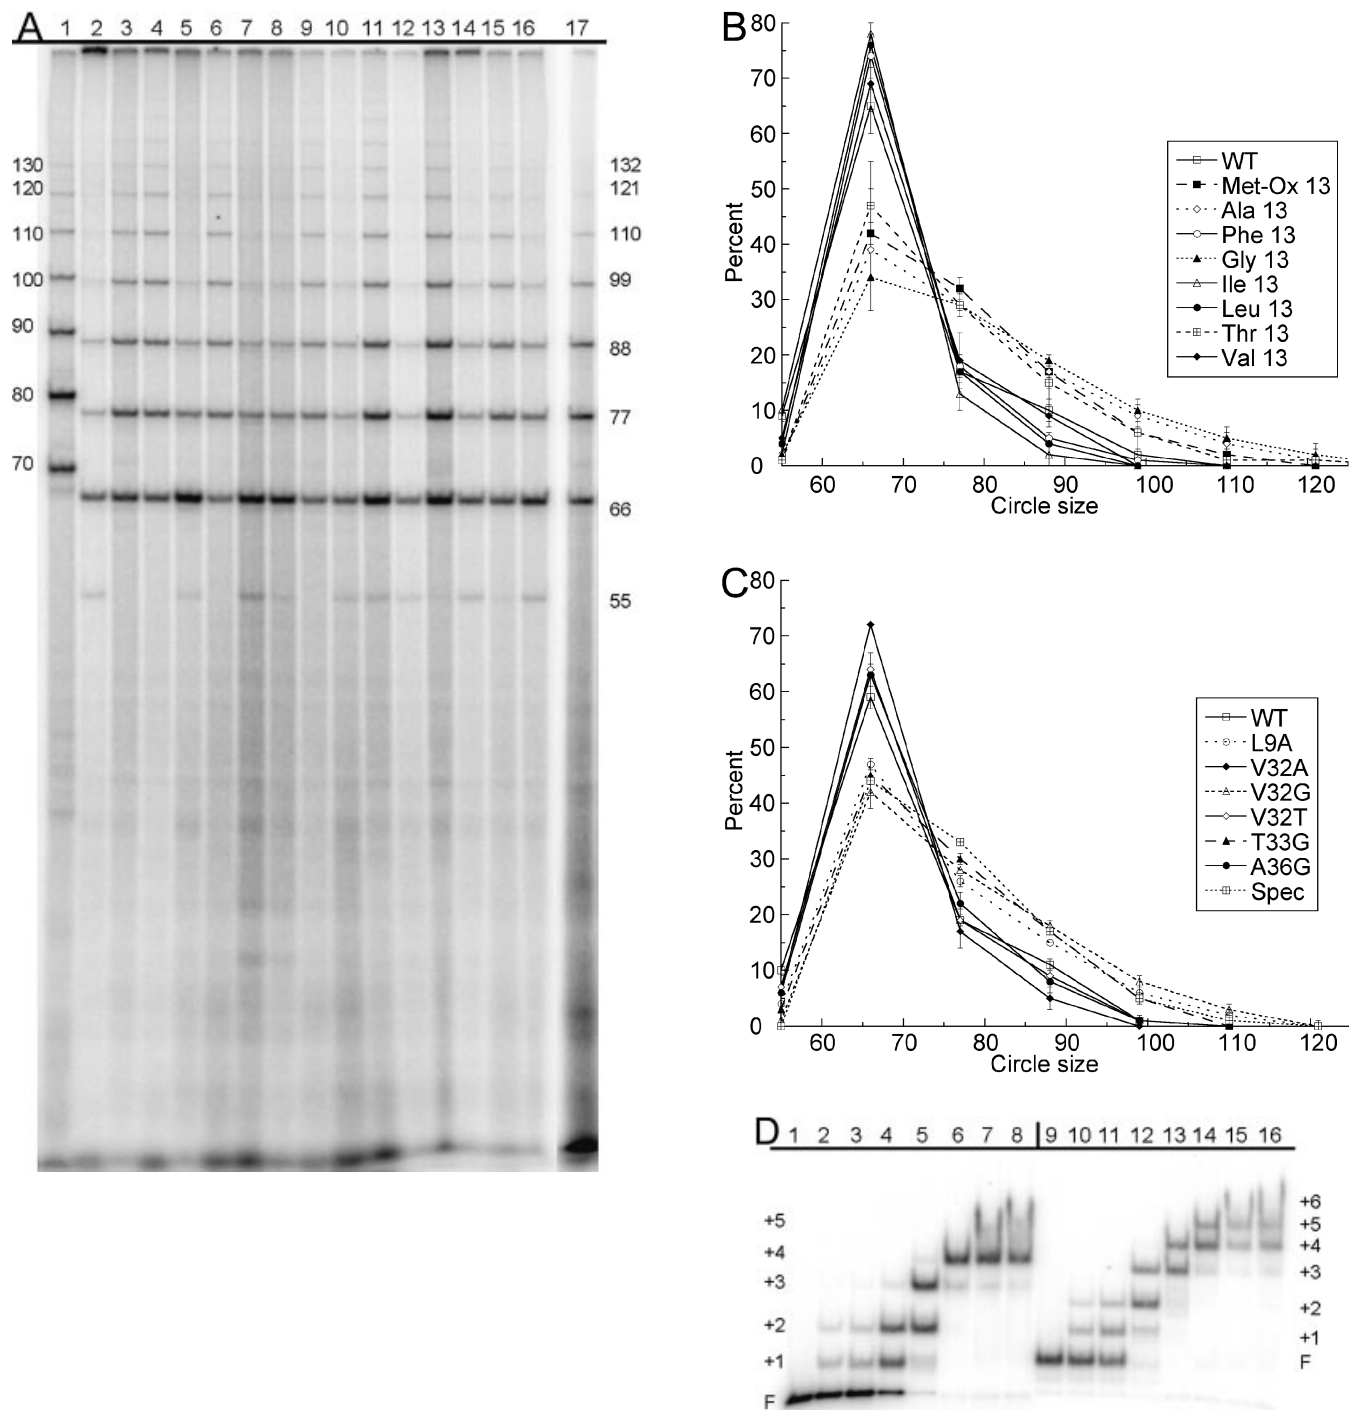 A
1 2 3 4 5 6 7 8 9 10 11 12 13 14 15 16 17
130
120
110
100
90
80
70
132
121
110
99
88
77
66
55
B
80
70
60
50
40
30
20
10
0
Percent
60 70 80 90 100 110 120
Circle size
WT
Met-Ox 13
Ala 13
Phe 13
Gly 13
Ile 13
Leu 13
Thr 13
Val 13
C
80
70
60
50
40
30
20
10
0
Percent
60 70 80 90 100 110 120
Circle size
WT
L9A
V32A
V32G
V32T
T33G
A36G
Spec
D
1 2 3 4 5 6 7 8 9 10 11 12 13 14 15 16
+5
+4
+3
+2
+1
F
+6
+5
+4
+3
+2
+1
F